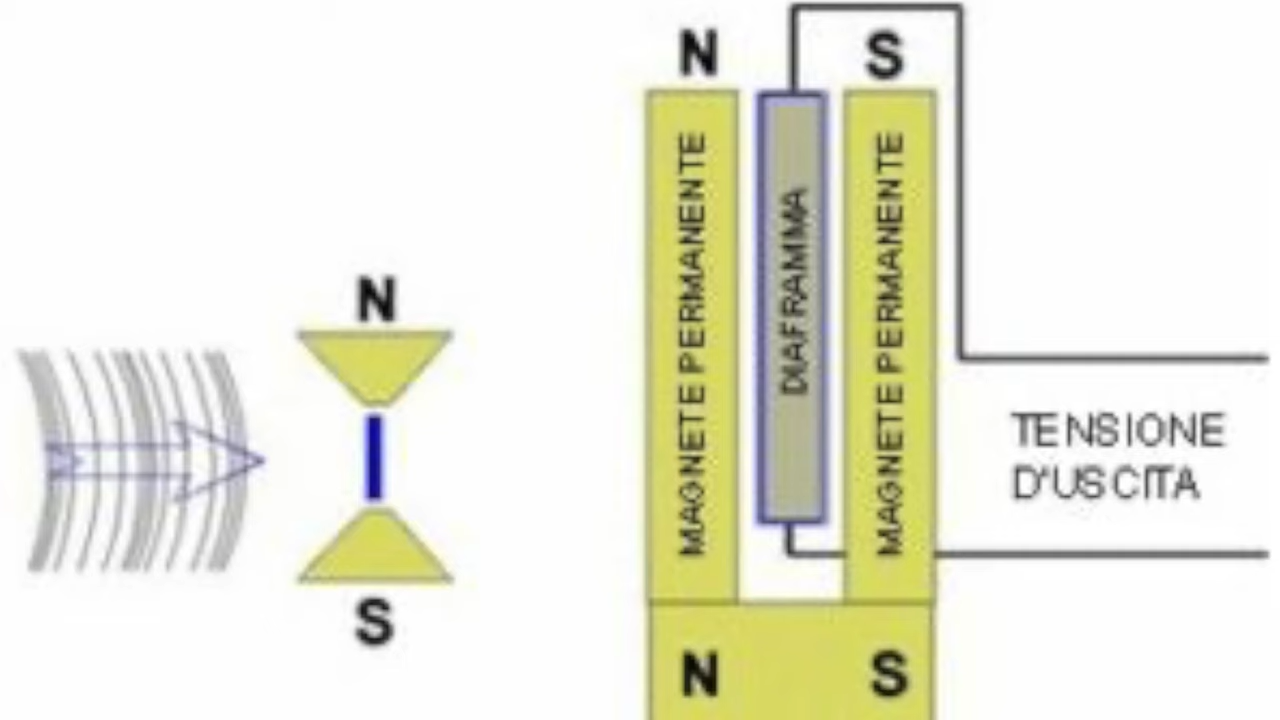 N
S
N
S
MAGNETE PERMANENTE
DIAFRAMMA
MAGNETE PERMANENTE
TENSIONE
D'USCITA
N
S